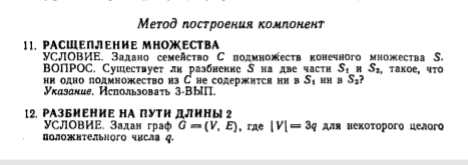 Метод построения компонент
11. РАСЩЕПЛЕНИЕ МНОЖЕСТВА
УСЛОВИЕ. Задано семейство C подмножеств конечного множества S.
ВОПРОС. Существует ли разбиение S на две части S₁ и S₂, такое, что
ни одно подмножество из C не содержится ни в S₁ ни в S₂?
Указание. Использовать 3-ВЫП.
12. РАЗБИЕНИЕ НА ПУТИ ДЛИНЫ 2
УСЛОВИЕ. Задан граф G = (V, E), где |V| = 3q для некоторого целого
положительного числа q.